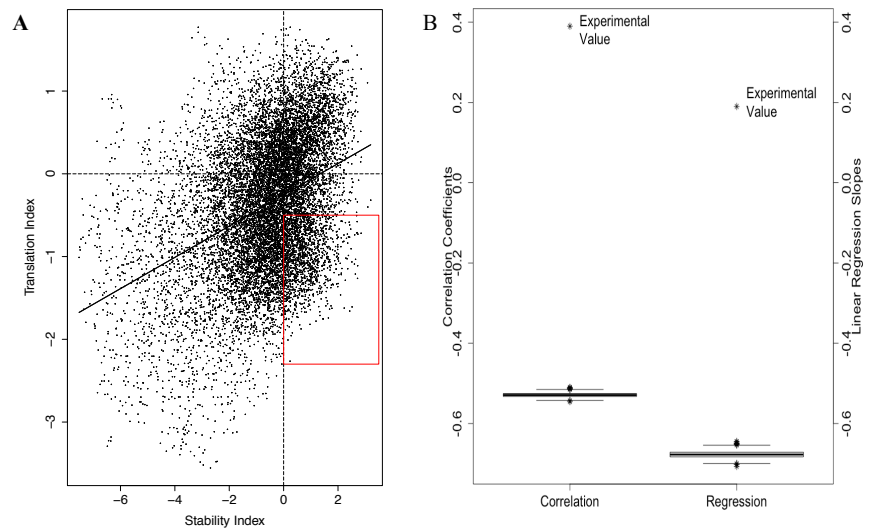 A
Translation Index
1
0
-1
-2
-3
-6
-4
-2
0
2
Stability Index
B
Correlation Coefficients
0.4
0.2
0.0
-0.2
-0.4
-0.6
Experimental
Value
Experimental
Value
Correlation
Regression
0.4
0.2
0.0
-0.2
-0.4
-0.6
Linear Regression Slopes